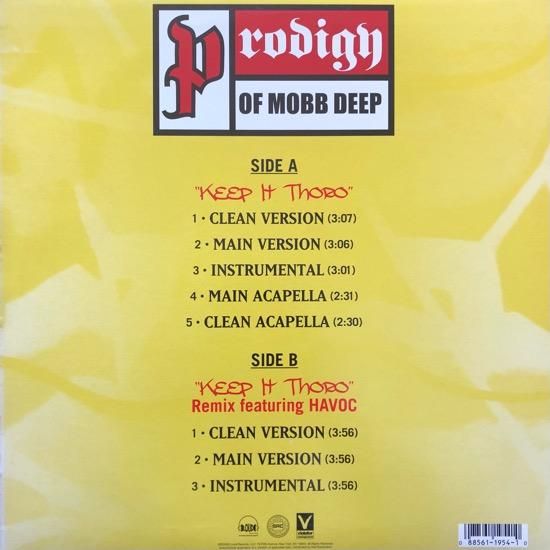 Prodigy
OF MOBB DEEP
SIDE A
"KEEP IT THORO"
1 • CLEAN VERSION (3:07)
2 • MAIN VERSION (3:06)
3 • INSTRUMENTAL (3:01)
4 • MAIN ACAPELLA (2:31)
5 • CLEAN ACAPELLA (2:30)
SIDE B
"KEEP IT THORO"
Remix featuring HAVOC
1 • CLEAN VERSION (3:56)
2 • MAIN VERSION (3:56)
3 • INSTRUMENTAL (3:56)
LOUD
SRC
V
violator
0 88561-1954-1 0